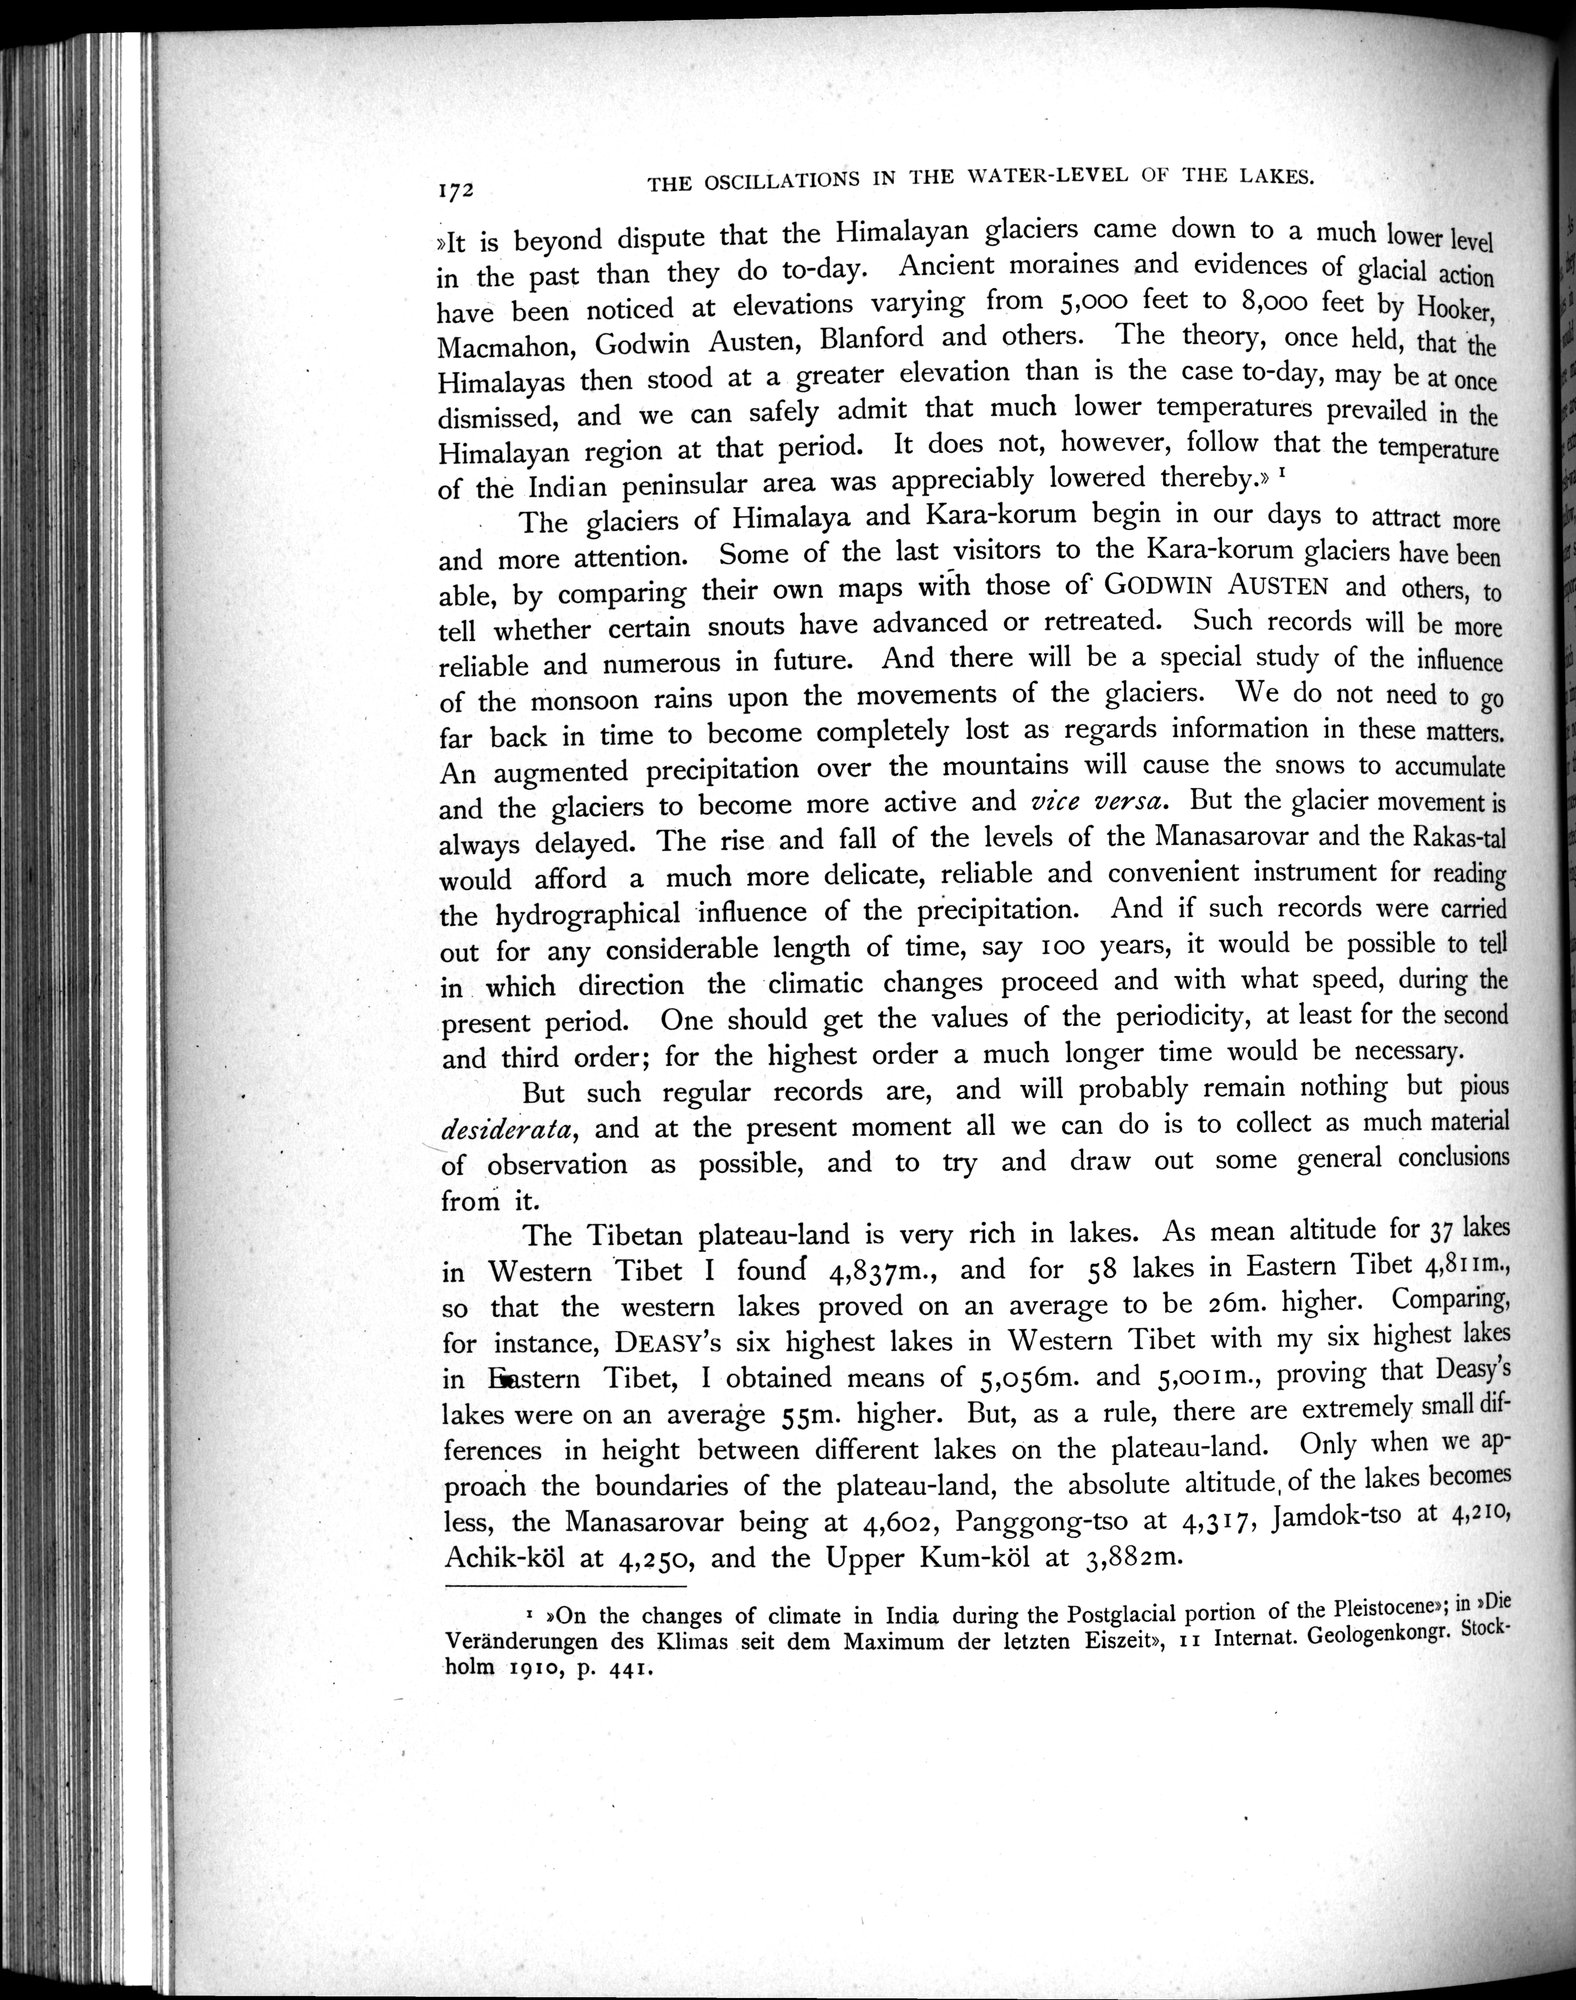 172 THE OSCILLATIONS IN THE WATER-LEVEL OF THE LAKES.
»It is beyond dispute that the Himalayan glaciers came down to a much lower level
in the past than they do to-day. Ancient moraines and evidences of glacial action
have been noticed at elevations varying from 5,000 feet to 8,000 feet by Hooker,
Macmahon, Godwin Austen, Blanford and others. The theory, once held, that the
Himalayas then stood at a greater elevation than is the case to-day, may be at once
dismissed, and we can safely admit that much lower temperatures prevailed in the
Himalayan region at that period. It does not, however, follow that the temperature
of the Indian peninsular area was appreciably lowered thereby.» ¹
The glaciers of Himalaya and Kara-korum begin in our days to attract more
and more attention. Some of the last visitors to the Kara-korum glaciers have been
able, by comparing their own maps with those of GODWIN AUSTEN and others, to
tell whether certain snouts have advanced or retreated. Such records will be more
reliable and numerous in future. And there will be a special study of the influence
of the monsoon rains upon the movements of the glaciers. We do not need to go
far back in time to become completely lost as regards information in these matters.
An augmented precipitation over the mountains will cause the snows to accumulate
and the glaciers to become more active and vice versa. But the glacier movement is
always delayed. The rise and fall of the levels of the Manasarovar and the Rakas-tal
would afford a much more delicate, reliable and convenient instrument for reading
the hydrographical influence of the precipitation. And if such records were carried
out for any considerable length of time, say 100 years, it would be possible to tell
in which direction the climatic changes proceed and with what speed, during the
present period. One should get the values of the periodicity, at least for the second
and third order; for the highest order a much longer time would be necessary.
But such regular records are, and will probably remain nothing but pious
desiderata, and at the present moment all we can do is to collect as much material
of observation as possible, and to try and draw out some general conclusions
from it.
The Tibetan plateau-land is very rich in lakes. As mean altitude for 37 lakes
in Western Tibet I found 4,837m., and for 58 lakes in Eastern Tibet 4,811m.,
so that the western lakes proved on an average to be 26m. higher. Comparing,
for instance, DEASY's six highest lakes in Western Tibet with my six highest lakes
in Eastern Tibet, I obtained means of 5,056m. and 5,001m., proving that Deasy's
lakes were on an average 55m. higher. But, as a rule, there are extremely small dif-
ferences in height between different lakes on the plateau-land. Only when we ap-
proach the boundaries of the plateau-land, the absolute altitude, of the lakes becomes
less, the Manasarovar being at 4,602, Panggong-tso at 4,317, Jamdok-tso at 4,210,
Achik-köl at 4,250, and the Upper Kum-köl at 3,882m.
¹ »On the changes of climate in India during the Postglacial portion of the Pleistocene»; in »Die
Veränderungen des Klimas seit dem Maximum der letzten Eiszeit», 11 Internat. Geologenkongr. Stock-
holm 1910, p. 441.